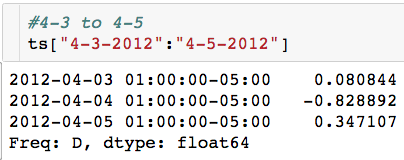 #4-3 to 4-5
ts["4-3-2012":"4-5-2012"]
2012-04-03 01:00:00-05:00    0.080844
2012-04-04 01:00:00-05:00   -0.828892
2012-04-05 01:00:00-05:00    0.347107
Freq: D, dtype: float64